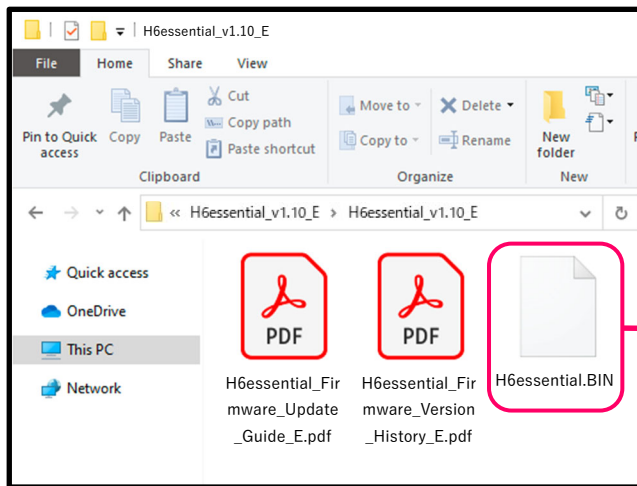 H6essential_v1.10_E
File Home Share View
Pin to Quick
access
Copy
Paste
Cut
Copy path
Paste shortcut
Clipboard
Move to
Copy to
Delete
Rename
Organize
New
folder
New
« H6essential_v1.10_E > H6essential_v1.10_E
Quick access
OneDrive
This PC
Network
PDF
H6essential_Fir
mware_Update
_Guide_E.pdf
PDF
H6essential_Fir
mware_Version
_History_E.pdf
H6essential.BIN